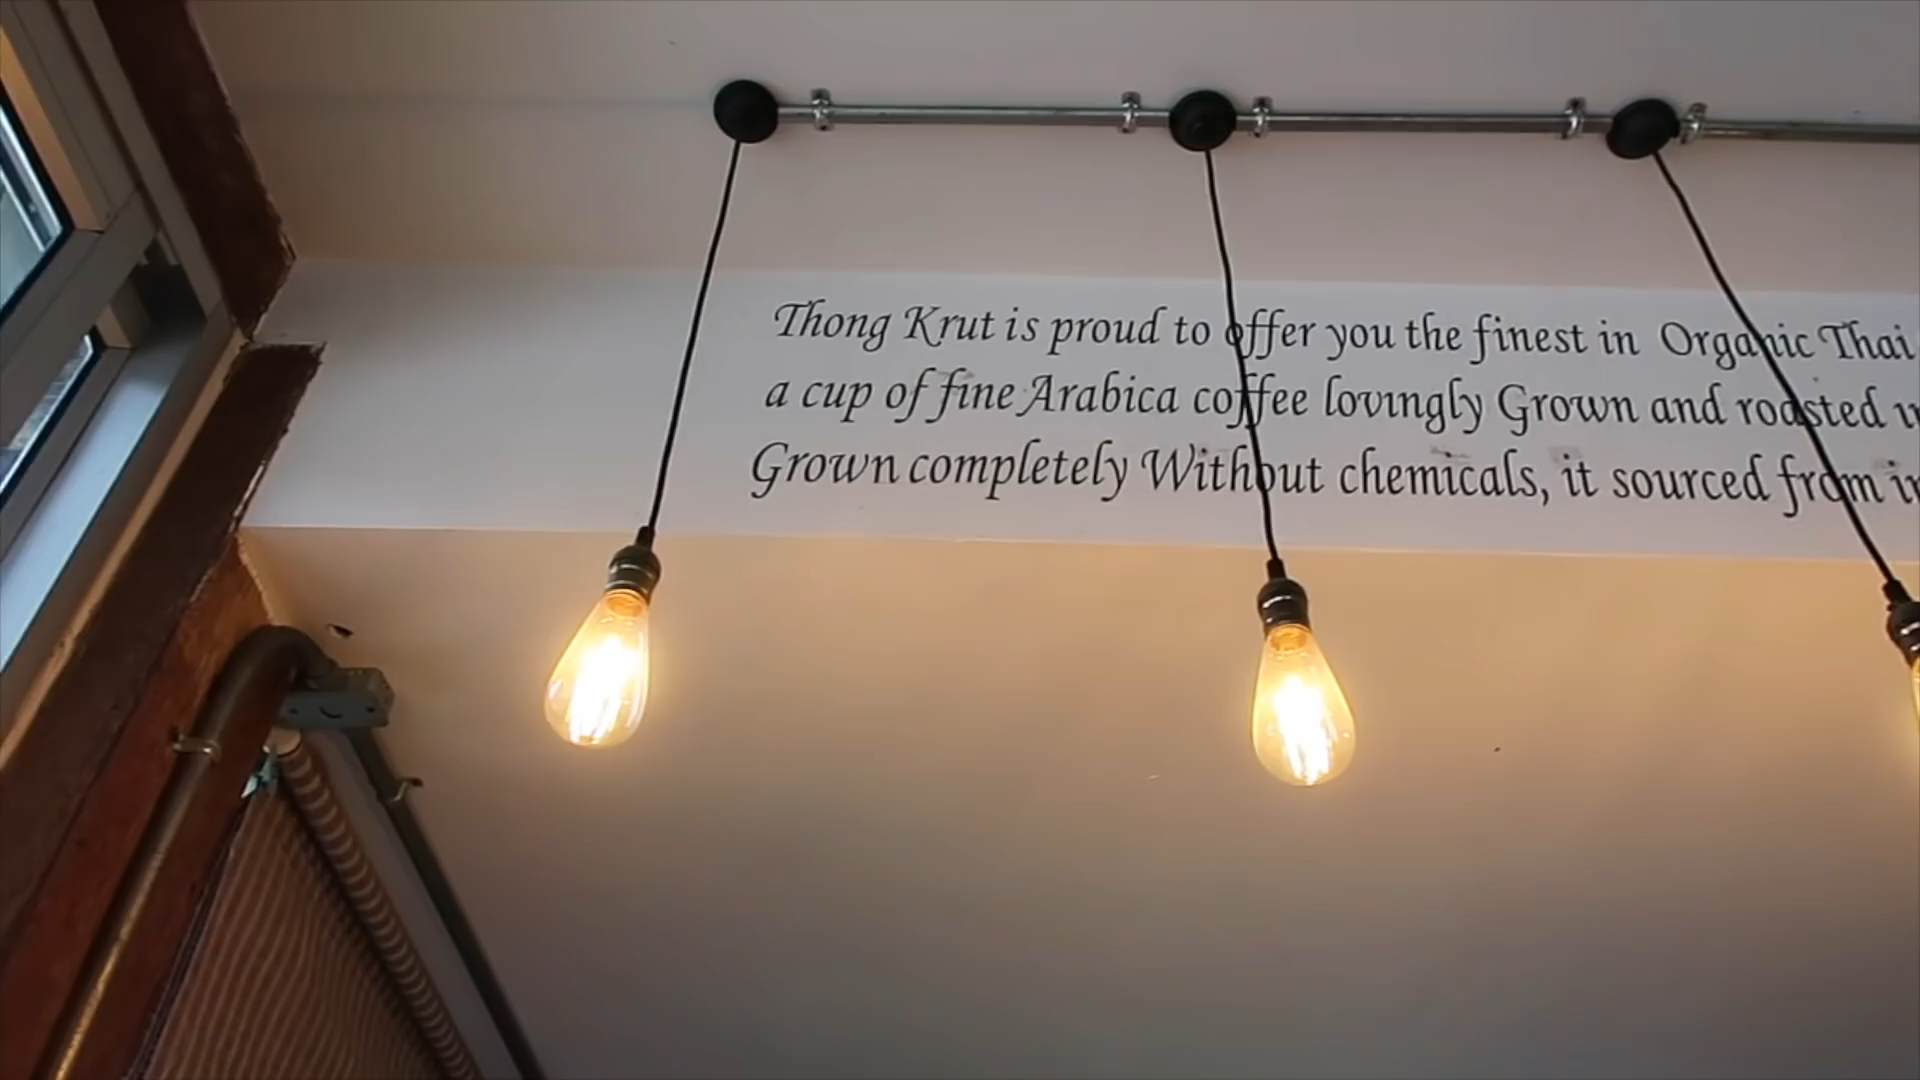 Thong Krut is proud to offer you the finest in Organic Thai
a cup of fine Arabica coffee lovingly Grown and roasted
Grown completely Without chemicals, it sourced from